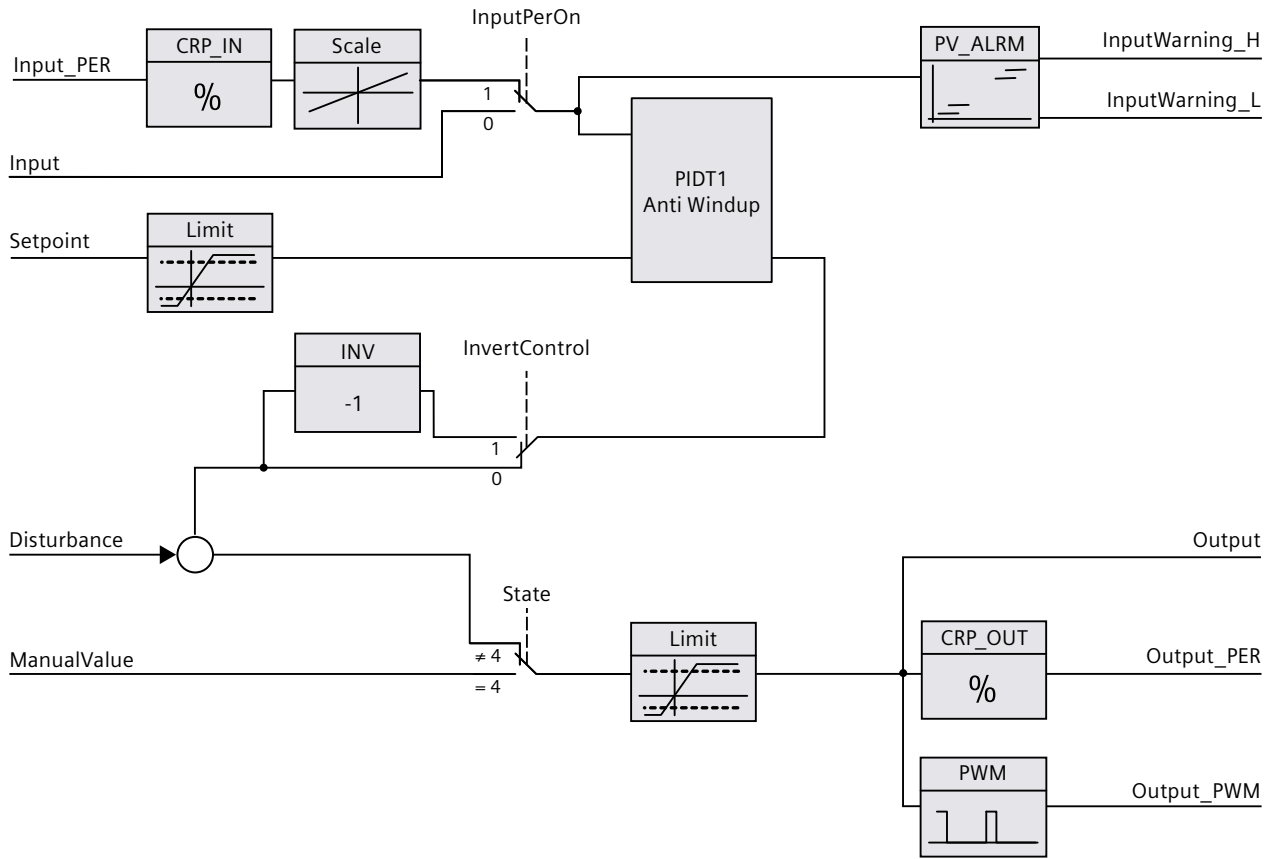 InputPerOn
Input_PER
CRP_IN
%
Scale
1
0
PV_ALRM
InputWarning_H
InputWarning_L
Input
PIDT1
Anti Windup
Setpoint
Limit
INV
-1
InvertControl
1
0
Disturbance
Output
State
≠ 4
= 4
ManualValue
Limit
CRP_OUT
%
Output_PER
PWM
Output_PWM